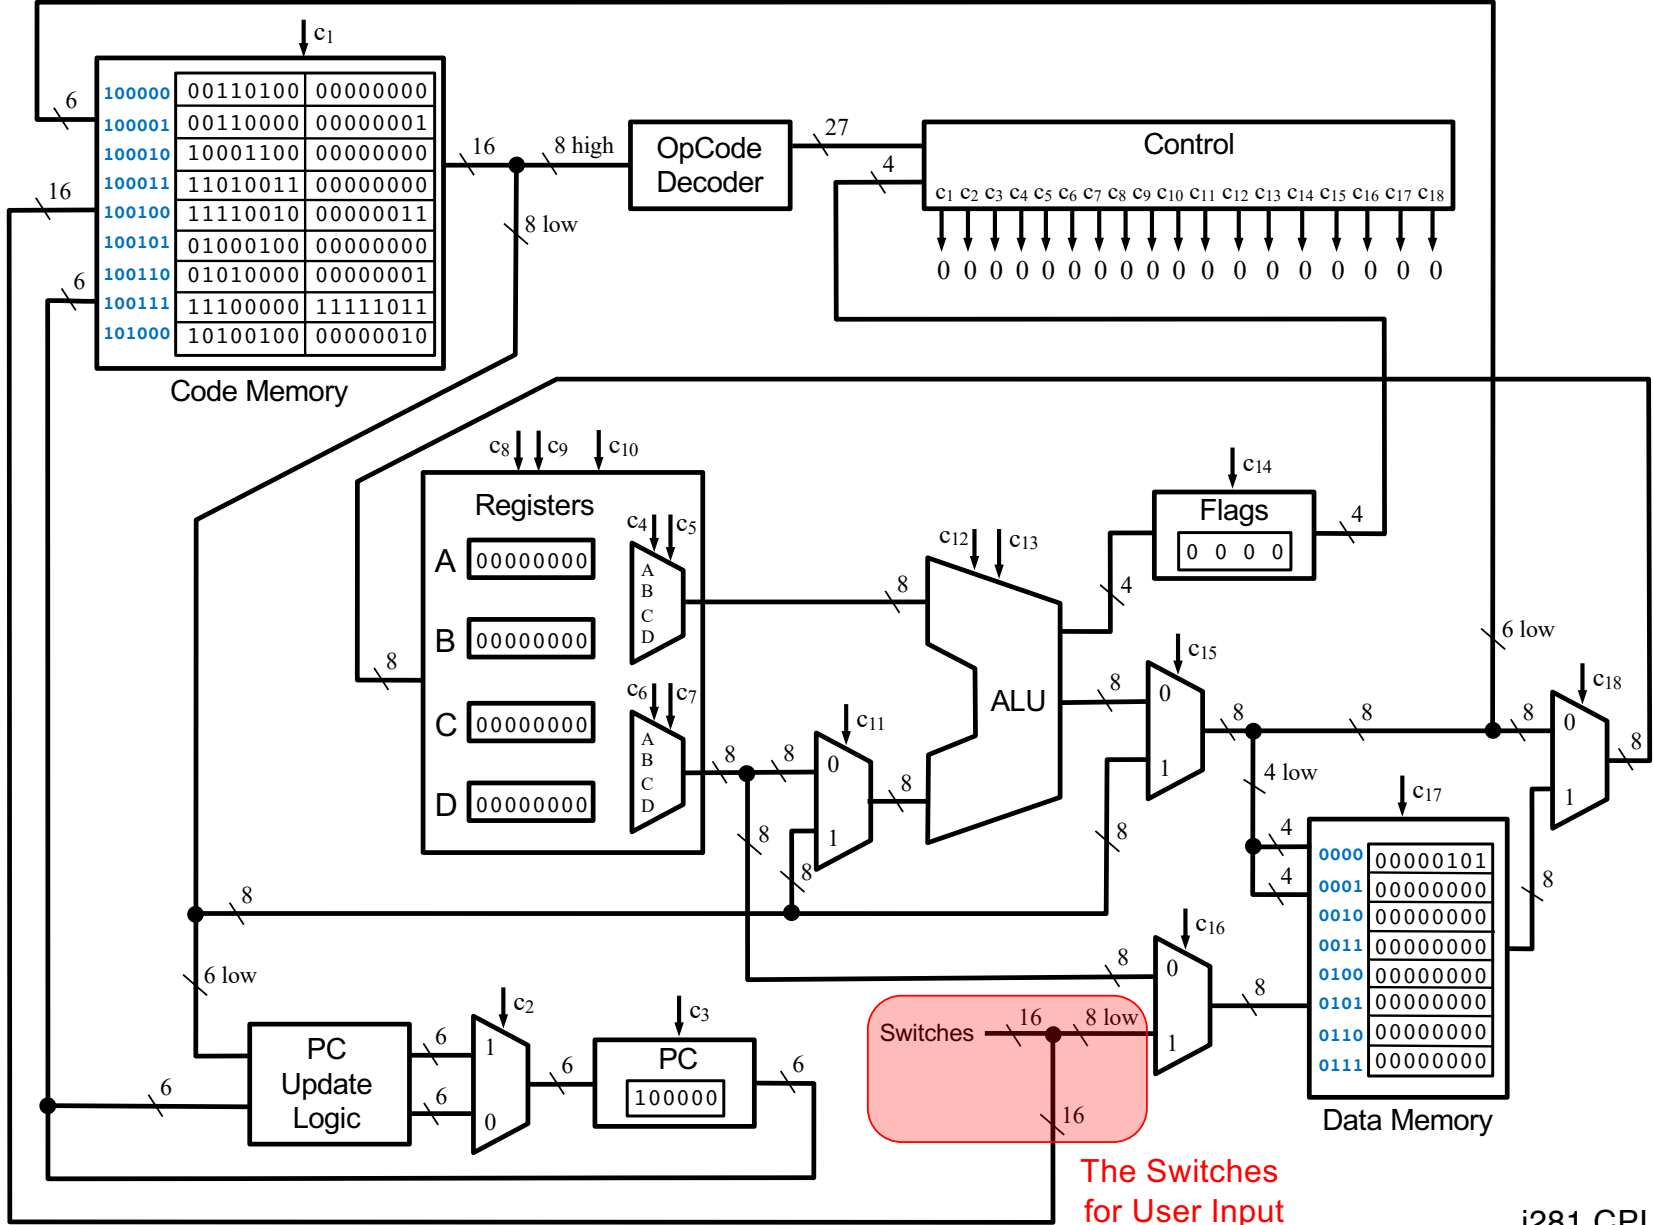 c1
6
16
6
100000 00110100 00000000
100001 00110000 00000001
100010 10001100 00000000
100011 11010011 00000000
100100 11110010 00000011
100101 01000100 00000000
100110 01010000 00000001
100111 11100000 11111011
101000 10100100 00000010
Code Memory
16
8 high
8 low
OpCode
Decoder
27
4
Control
c1 c2 c3 c4 c5 c6 c7 c8 c9 c10 c11 c12 c13 c14 c15 c16 c17 c18
0 0 0 0 0 0 0 0 0 0 0 0 0 0 0 0 0 0
c8 c9 c10
Registers
A 00000000
B 00000000
C 00000000
D 00000000
8
c4 c5
A
B
C
D
c6 c7
A
B
C
D
8
8
8
8
c11
0
1
8
8
c12 c13
ALU
4
8
c14
Flags
0 0 0 0
4
c15
0
1
8
8
8
6 low
8
c18
0
1
8
4 low
4
4
c17
0000 00000101
0001 00000000
0010 00000000
0011 00000000
0100 00000000
0101 00000000
0110 00000000
0111 00000000
Data Memory
8
8
8
6 low
6
PC
Update
Logic
6
6
c2
1
0
6
c3
PC
100000
6
8
c16
0
1
8
Switches
16
8 low
16
The Switches
for User Input